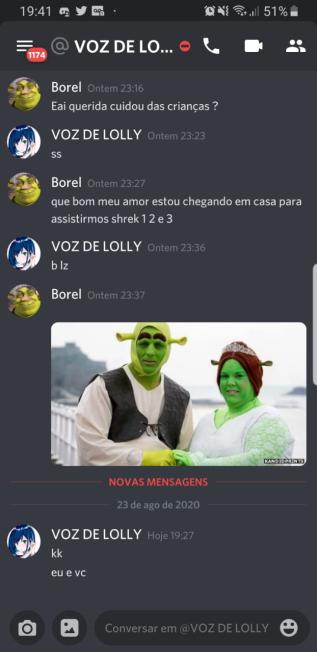 19:41
51%
1174
@ VOZ DE LO...
Borel Ontem 23:16
Eai querida cuidou das crianças ?
VOZ DE LOLLY Ontem 23:23
ss
Borel Ontem 23:27
que bom meu amor estou chegando em casa para
assistirmos shrek 1 2 e 3
VOZ DE LOLLY Ontem 23:36
b lz
Borel Ontem 23:37
NOVAS MENSAGENS
23 de ago de 2020
VOZ DE LOLLY Hoje 19:27
kk
eu e vc
Conversar em @VOZ DE LOLLY